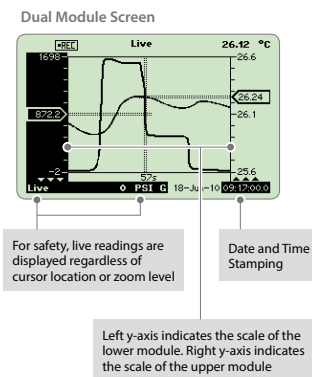 Dual Module Screen
REC Live 26.12 °C
1698
26.6
26.24
872.2
26.1
-2
25.6
57s
Live 0 PSI G 18-Jun-10 09:17:00.0
For safety, live readings are
displayed regardless of
cursor location or zoom level
Date and Time
Stamping
Left y-axis indicates the scale of the
lower module. Right y-axis indicates
the scale of the upper module